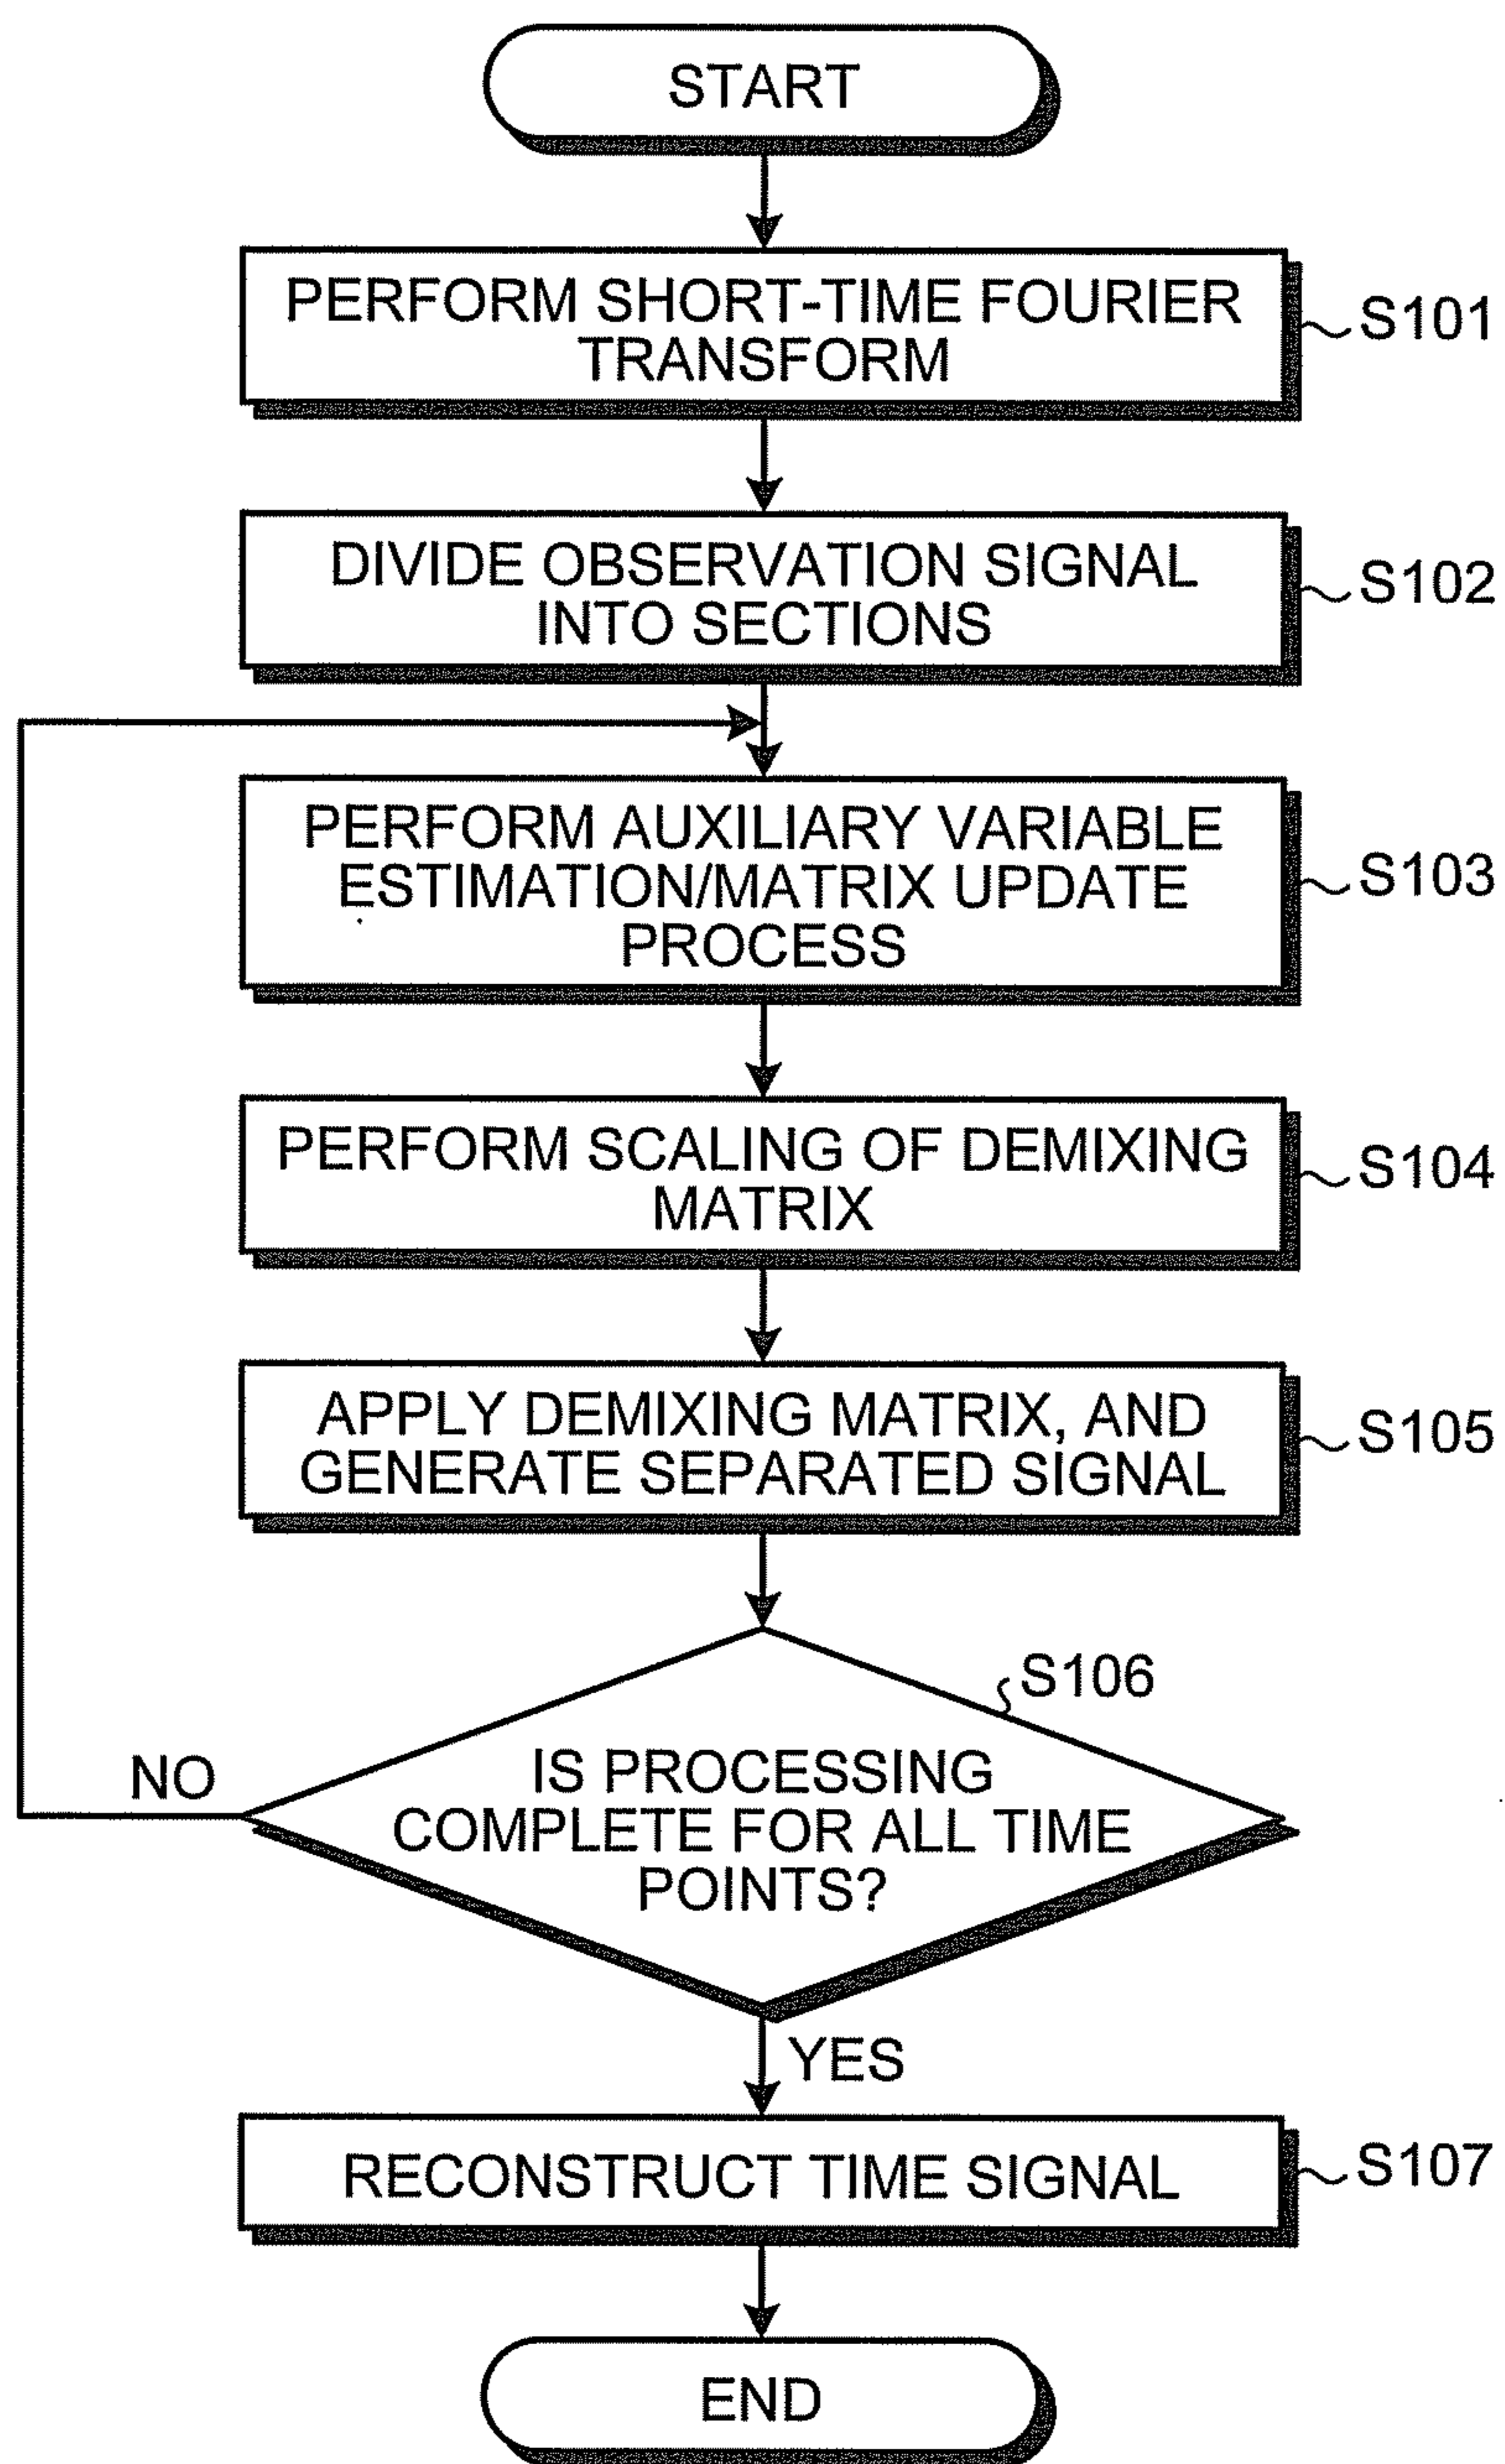 START
PERFORM SHORT-TIME FOURIER
TRANSFORM
S101
DIVIDE OBSERVATION SIGNAL
INTO SECTIONS
S102
PERFORM AUXILIARY VARIABLE
ESTIMATION/MATRIX UPDATE
PROCESS
S103
PERFORM SCALING OF DEMIXING
MATRIX
S104
APPLY DEMIXING MATRIX, AND
GENERATE SEPARATED SIGNAL
S105
S106
NO
IS PROCESSING
COMPLETE FOR ALL TIME
POINTS?
YES
RECONSTRUCT TIME SIGNAL
S107
END